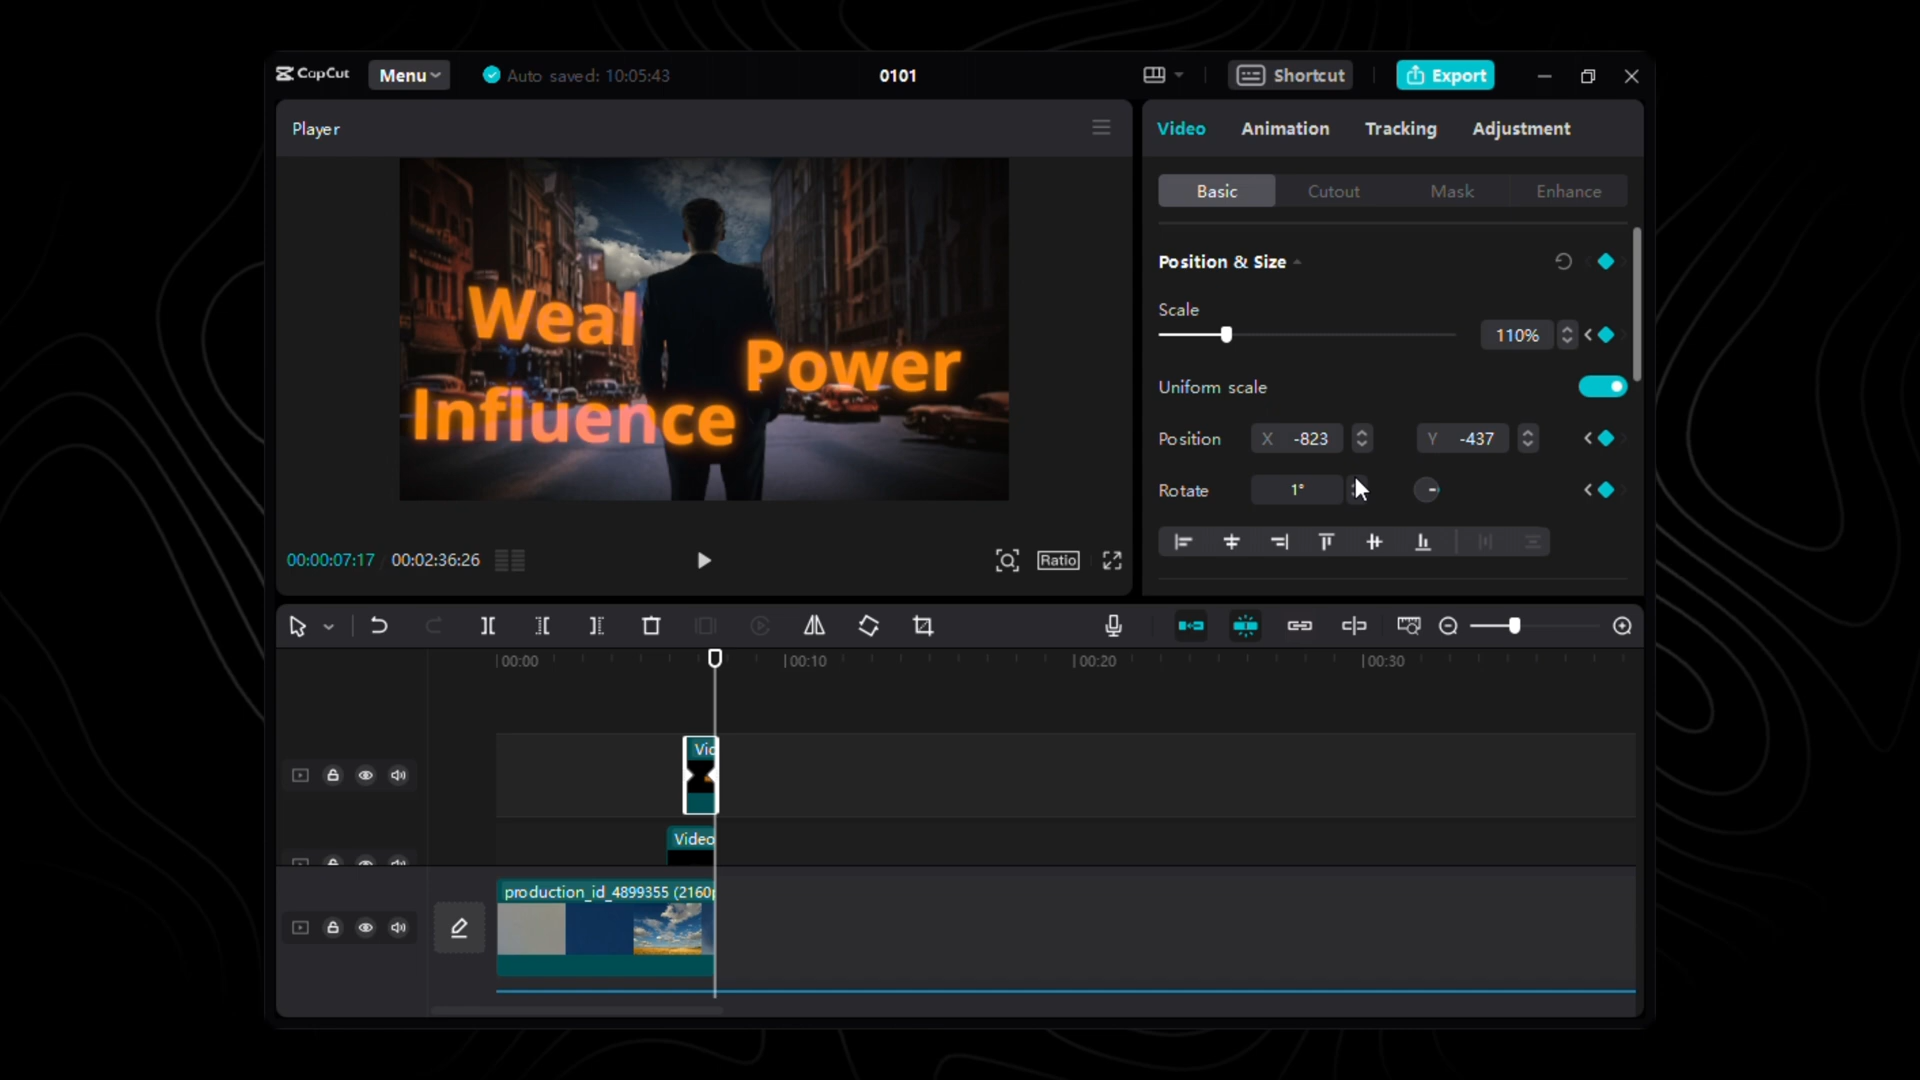 CapCut Menu Auto saved: 10:05:43 0101 Shortcut Export
Player
Weal
Power
Influence
00:00:07:17 / 00:02:36:26 Ratio
Video Animation Tracking Adjustment
Basic Cutout Mask Enhance
Position & Size
Scale
110%
Uniform scale
Position X -823 Y -437
Rotate 1°
00:00 00:10 00:20 00:30
Vid
Video
production_id_4899355 (2160p